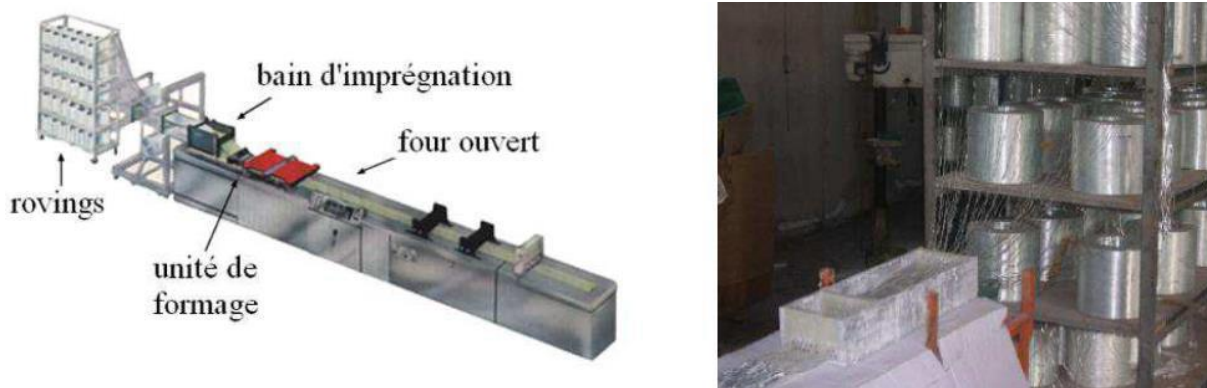 bain d'imprégnation
four ouvert
rovings
unité de
formage